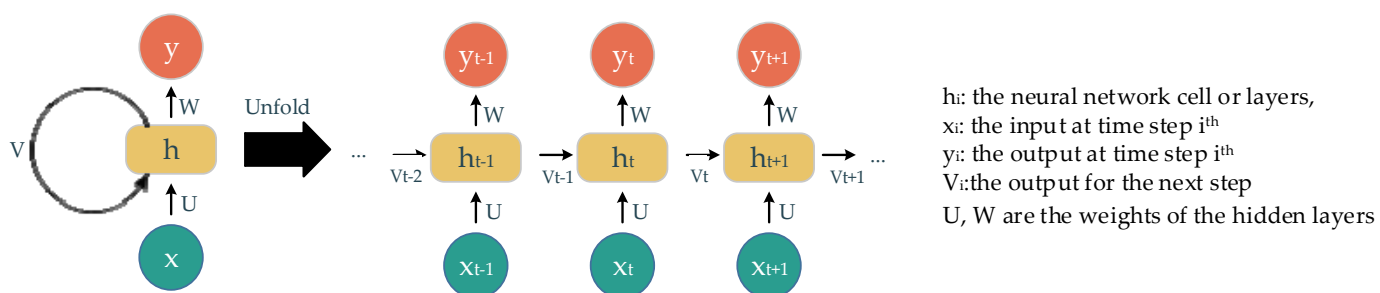 y
W
V
h
U
x
Unfold
...
yt-1 yt yt+1
W W W
Vt-2 ht-1 Vt-1 ht Vt ht+1 Vt+1 ...
U U U
xt-1 xt xt+1
hi: the neural network cell or layers,
xi: the input at time step ith
yi: the output at time step ith
Vi:the output for the next step
U, W are the weights of the hidden layers